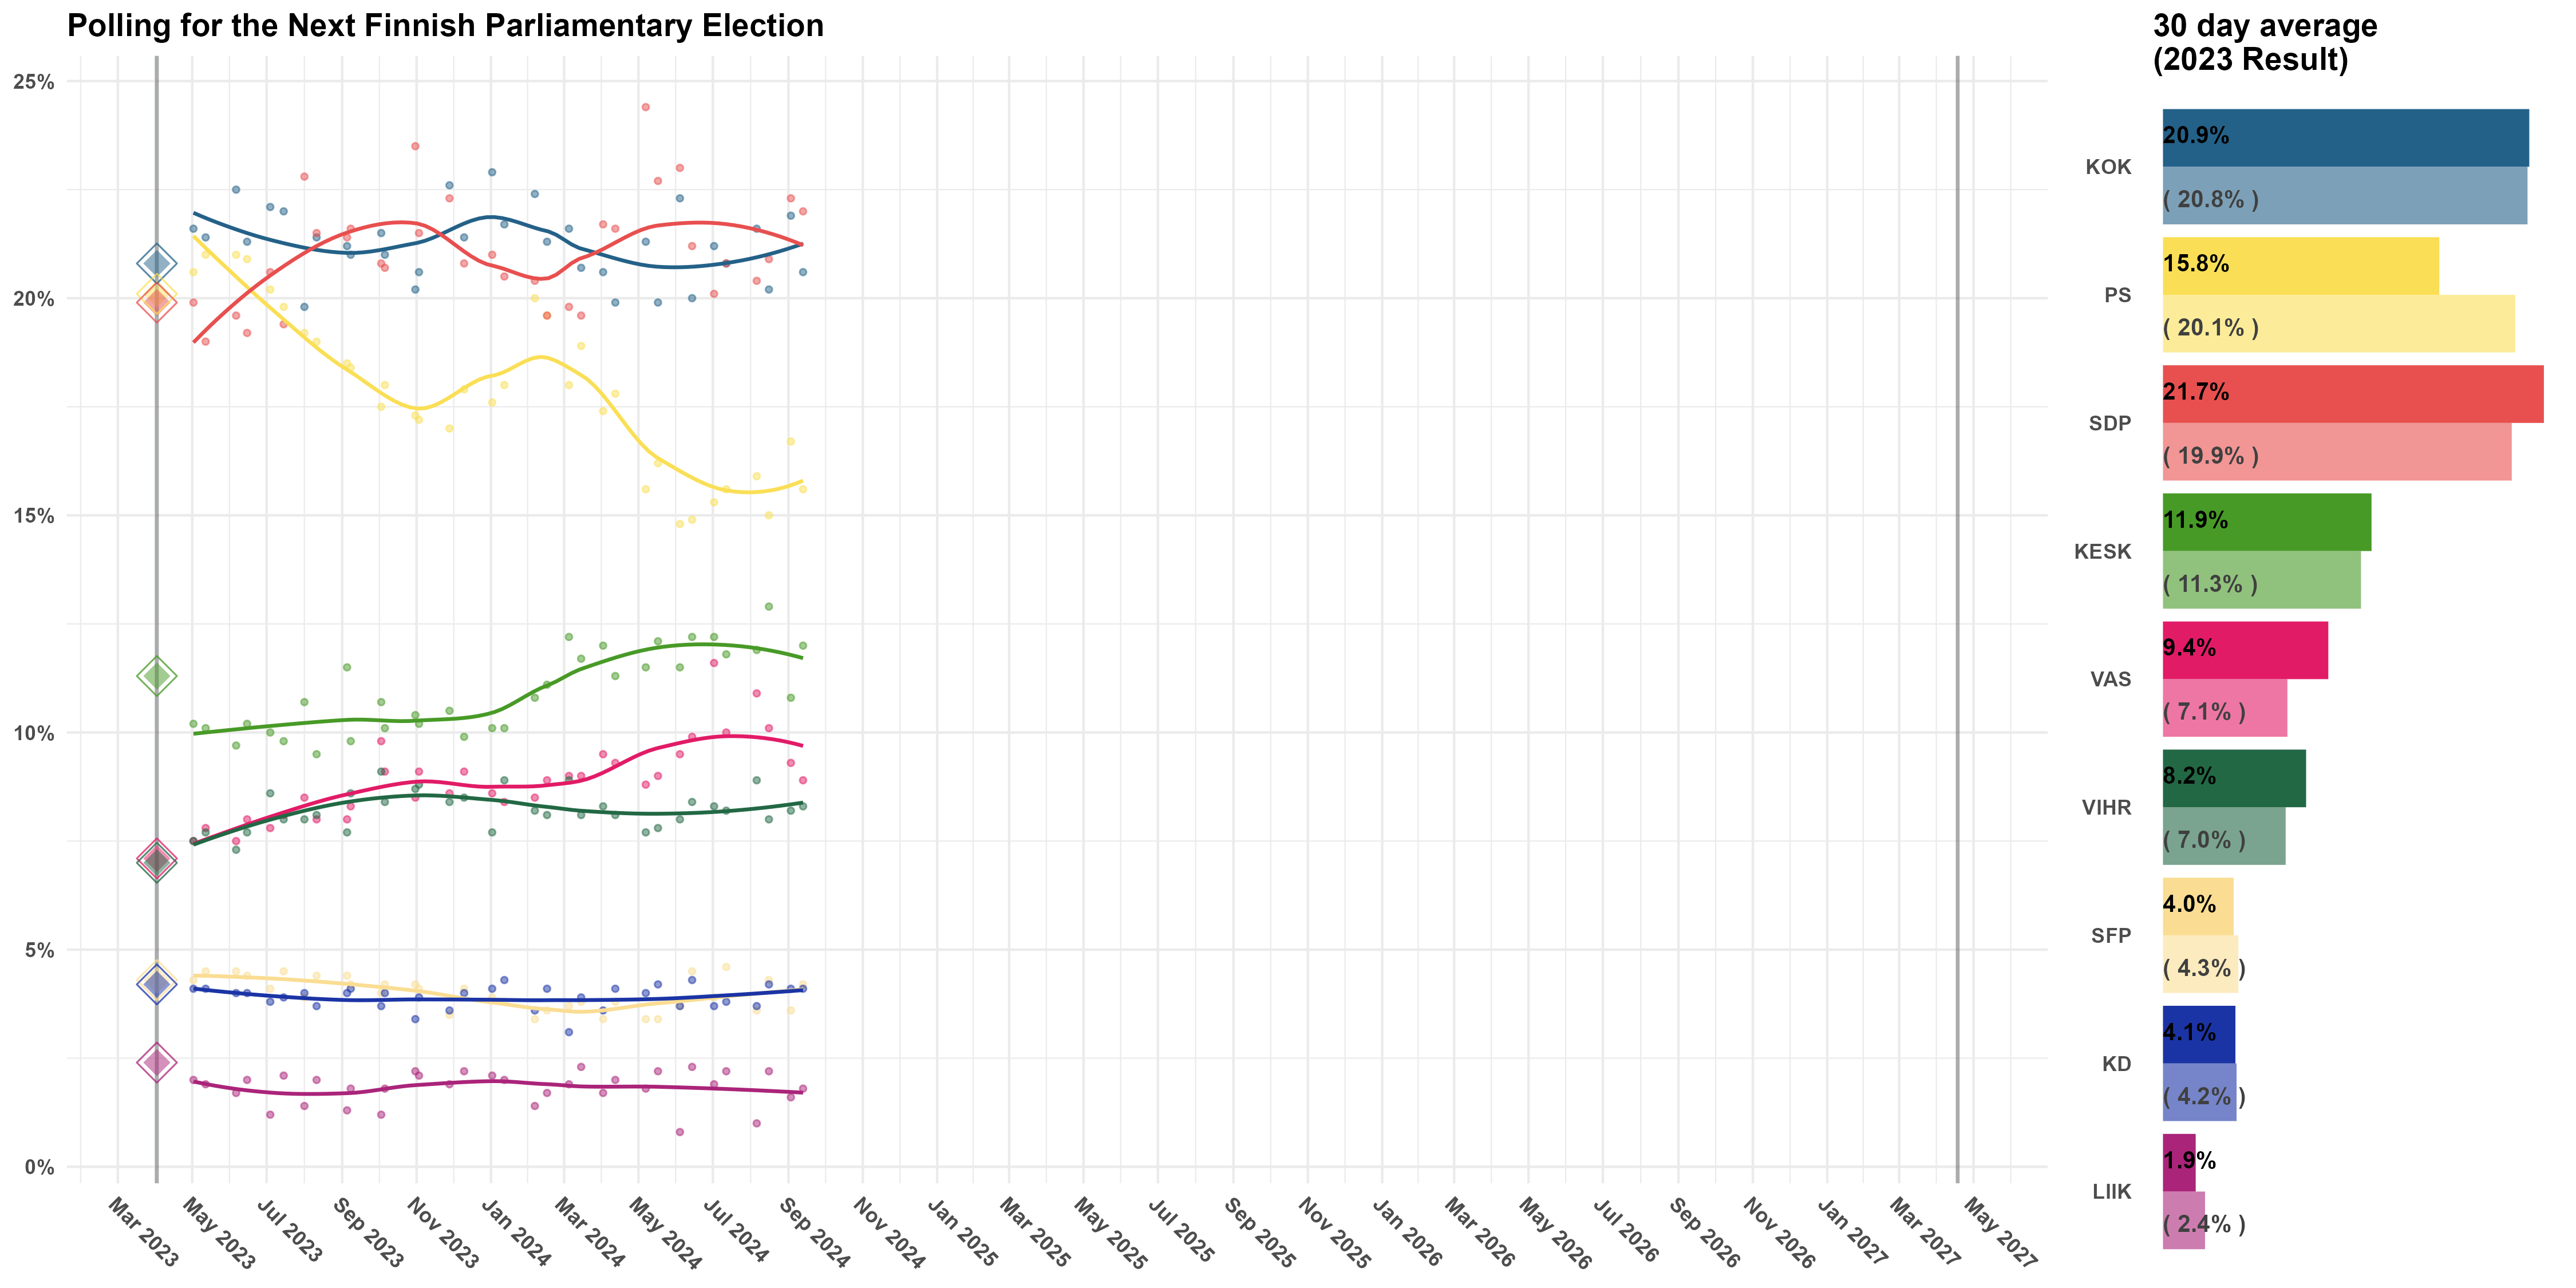 Polling for the Next Finnish Parliamentary Election
30 day average
(2023 Result)
25%
20%
15%
10%
5%
0%
Mar 2023
May 2023
Jul 2023
Sep 2023
Nov 2023
Jan 2024
Mar 2024
May 2024
Jul 2024
Sep 2024
Nov 2024
Jan 2025
Mar 2025
May 2025
Jul 2025
Sep 2025
Nov 2025
Jan 2026
Mar 2026
May 2026
Jul 2026
Sep 2026
Nov 2026
Jan 2027
Mar 2027
May 2027
KOK
20.9%
( 20.8% )
PS
15.8%
( 20.1% )
SDP
21.7%
( 19.9% )
KESK
11.9%
( 11.3% )
VAS
9.4%
( 7.1% )
VIHR
8.2%
( 7.0% )
SFP
4.0%
( 4.3% )
KD
4.1%
( 4.2% )
LIIK
1.9%
( 2.4% )